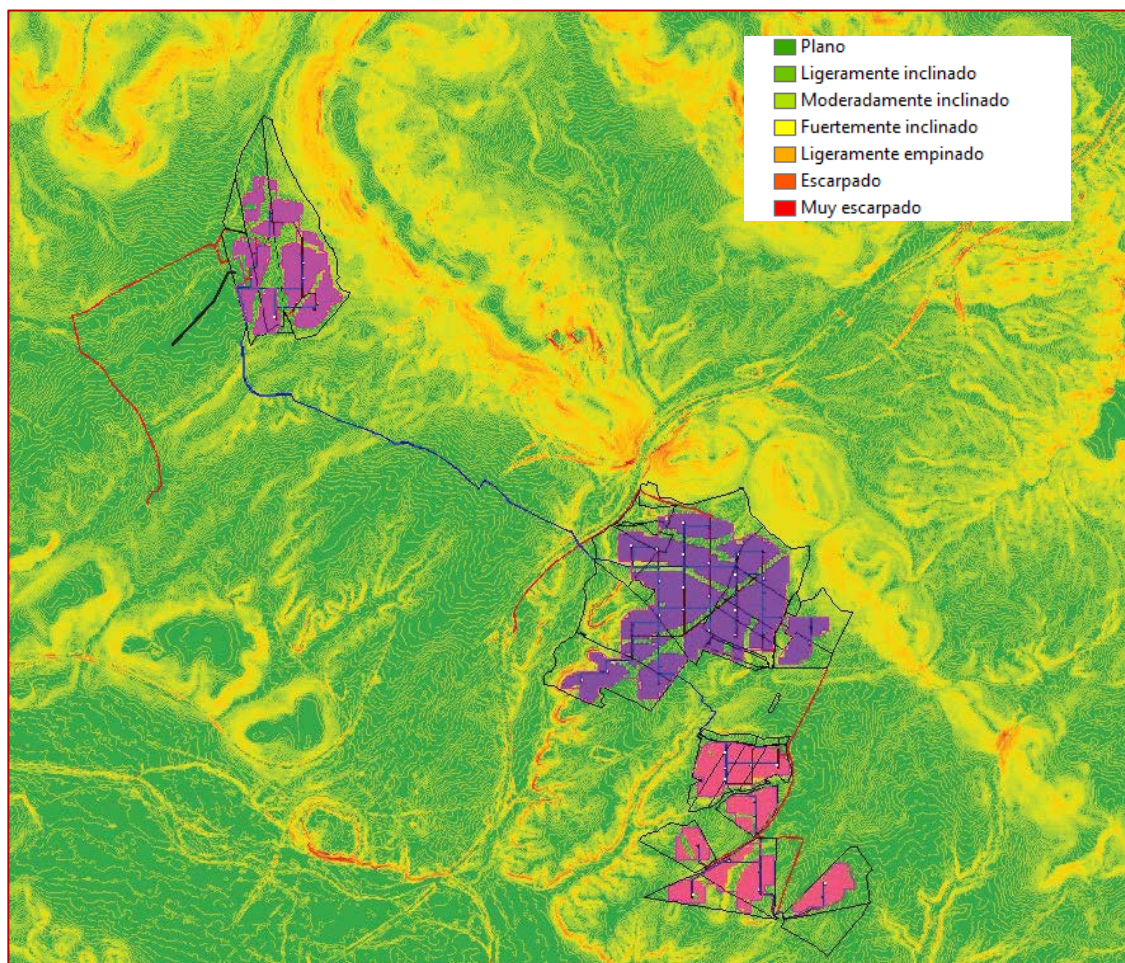 Plano
Ligeramente inclinado
Moderadamente inclinado
Fuertemente inclinado
Ligeramente empinado
Escarpado
Muy escarpado